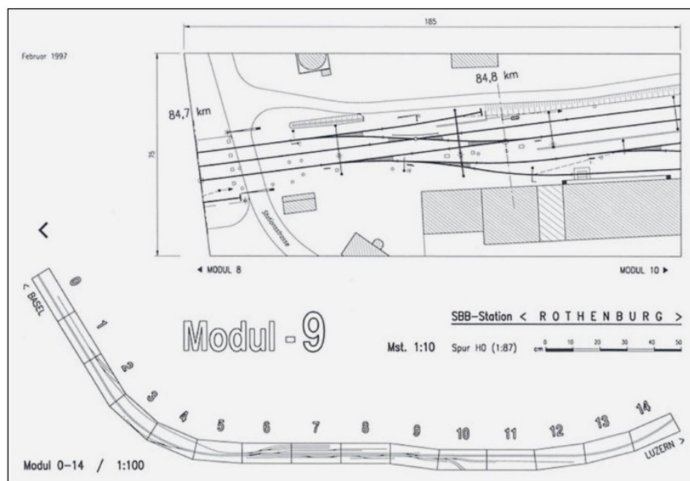 185
Februar 1997
75
84,7 km
84,8 km
Stationsstrasse
◄ MODUL 8
MODUL 10 ►
< BASEL
0
1
2
3
4
5
6
7
8
9
10
11
12
13
14
LUZERN >
Modul - 9
SBB-Station < ROTHENBURG >
Mst. 1:10
Spur H0 (1:87)
cm 0 10 20 30 40 50
Modul 0-14 / 1:100